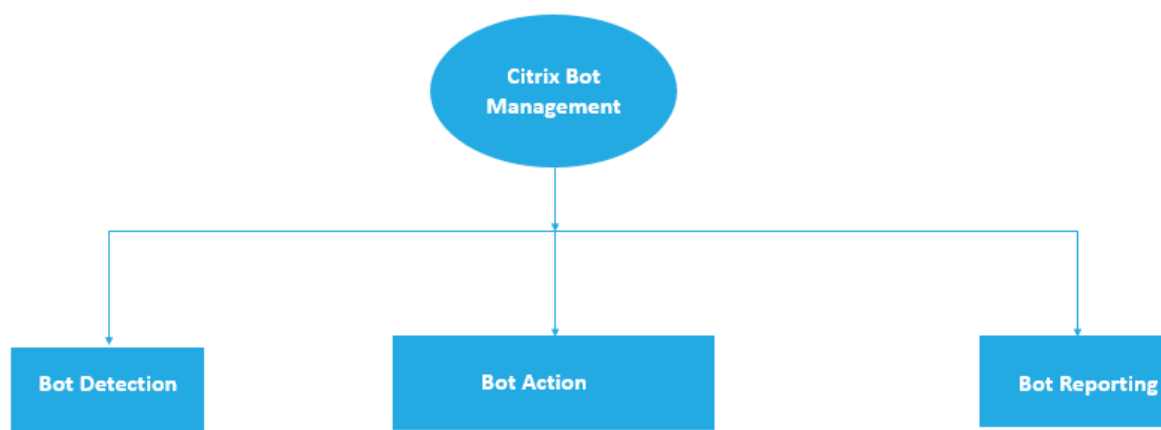 Citrix Bot
Management
Bot Detection
Bot Action
Bot Reporting